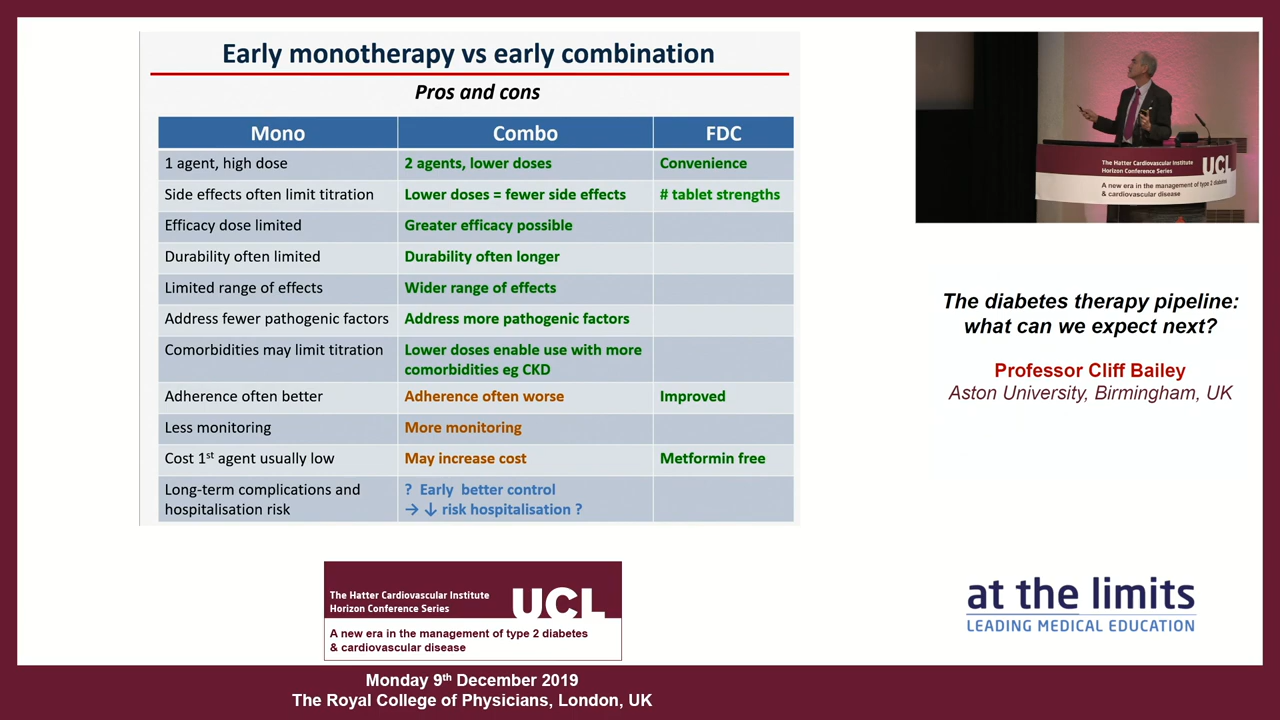 Early monotherapy vs early combination
Pros and cons
Mono Combo FDC
1 agent, high dose 2 agents, lower doses Convenience
Side effects often limit titration Lower doses = fewer side effects # tablet strengths
Efficacy dose limited Greater efficacy possible
Durability often limited Durability often longer
Limited range of effects Wider range of effects
Address fewer pathogenic factors Address more pathogenic factors
Comorbidities may limit titration Lower doses enable use with more
comorbidities eg CKD
Adherence often better Adherence often worse Improved
Less monitoring More monitoring
Cost 1st agent usually low May increase cost Metformin free
Long-term complications and ? Early better control
hospitalisation risk → ↓ risk hospitalisation ?
The Hatter Cardiovascular Institute
Horizon Conference Series
UCL
A new era in the management of type 2 diabetes
& cardiovascular disease
The diabetes therapy pipeline:
what can we expect next?
Professor Cliff Bailey
Aston University, Birmingham, UK
The Hatter Cardiovascular Institute
Horizon Conference Series
UCL
A new era in the management of type 2 diabetes
& cardiovascular disease
at the limits
LEADING MEDICAL EDUCATION
Monday 9th December 2019
The Royal College of Physicians, London, UK